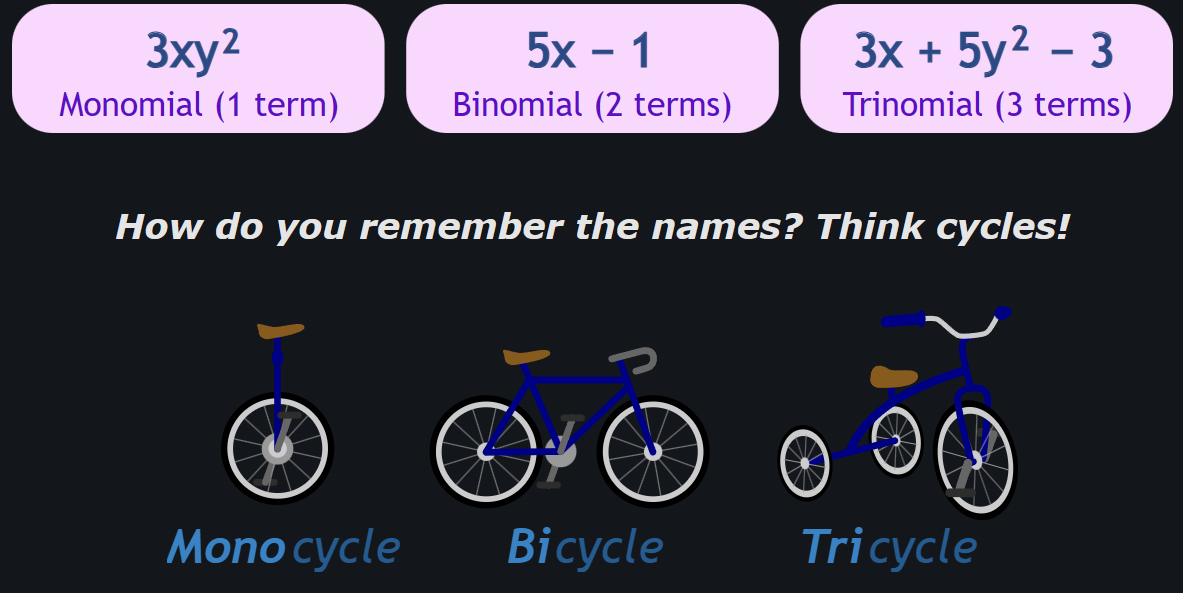 3xy²
Monomial (1 term)
5x − 1
Binomial (2 terms)
3x + 5y² − 3
Trinomial (3 terms)
How do you remember the names? Think cycles!
Monocycle
Bicycle
Tricycle